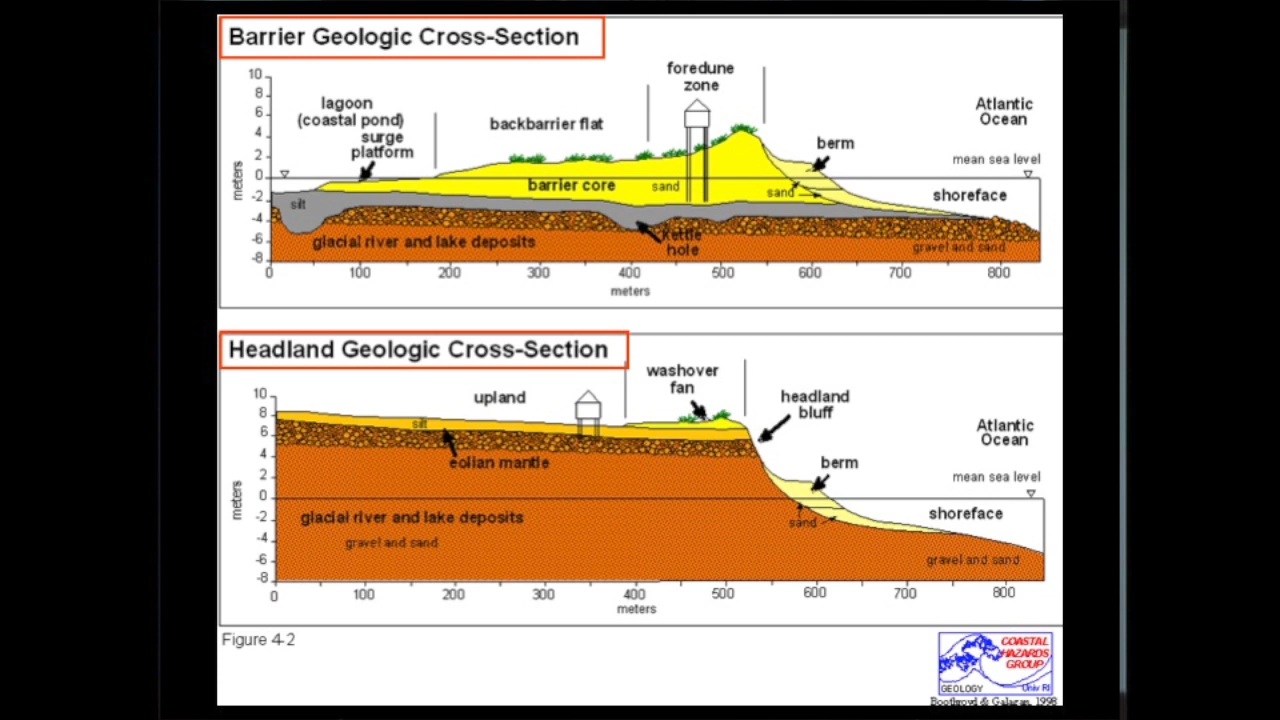 Barrier Geologic Cross-Section
foredune
zone
lagoon
(coastal pond)
surge
platform
backbarrier flat
Atlantic
Ocean
berm
mean sea level
10
8
6
4
2
0
-2
-4
-6
-8
meters
barrier core
sand
sand
shoreface
silt
glacial river and lake deposits
kettle
hole
gravel and sand
0
100
200
300
400
500
600
700
800
meters
Headland Geologic Cross-Section
washover
fan
upland
headland
bluff
Atlantic
Ocean
berm
mean sea level
10
8
6
4
2
0
-2
-4
-6
-8
meters
silt
eolian mantle
glacial river and lake deposits
gravel and sand
sand
shoreface
gravel and sand
0
100
200
300
400
500
600
700
800
meters
Figure 4-2
COASTAL
HAZARDS
GROUP
GEOLOGY
Univ RI
Boothroyd & Galagan, 1998